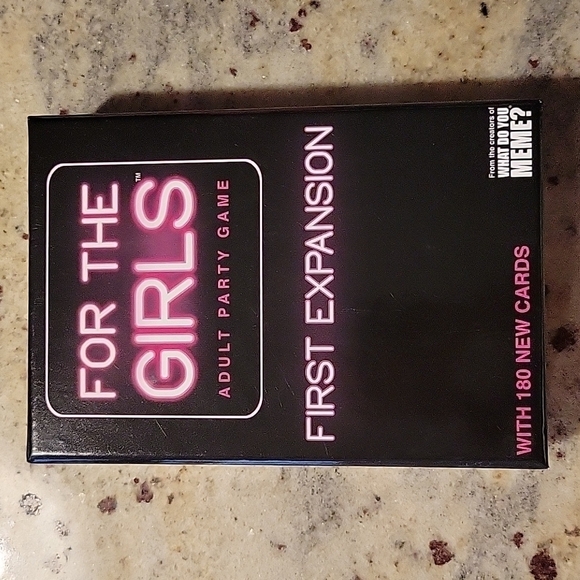 FOR THE
GIRLS™
ADULT PARTY GAME
FIRST EXPANSION
From the creators of
WHAT DO YOU
MEME?®
WITH 180 NEW CARDS